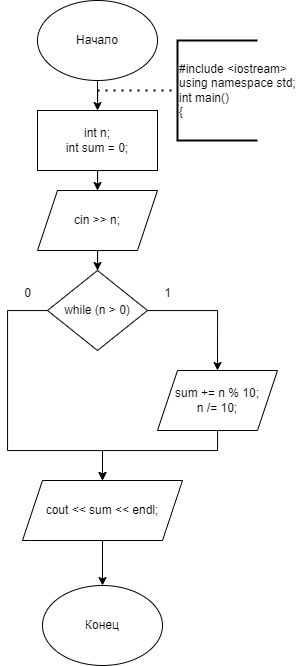 Начало
#include <iostream>
using namespace std;
int main()
{
int n;
int sum = 0;
cin >> n;
0
1
while (n > 0)
sum += n % 10;
n /= 10;
cout << sum << endl;
Конец